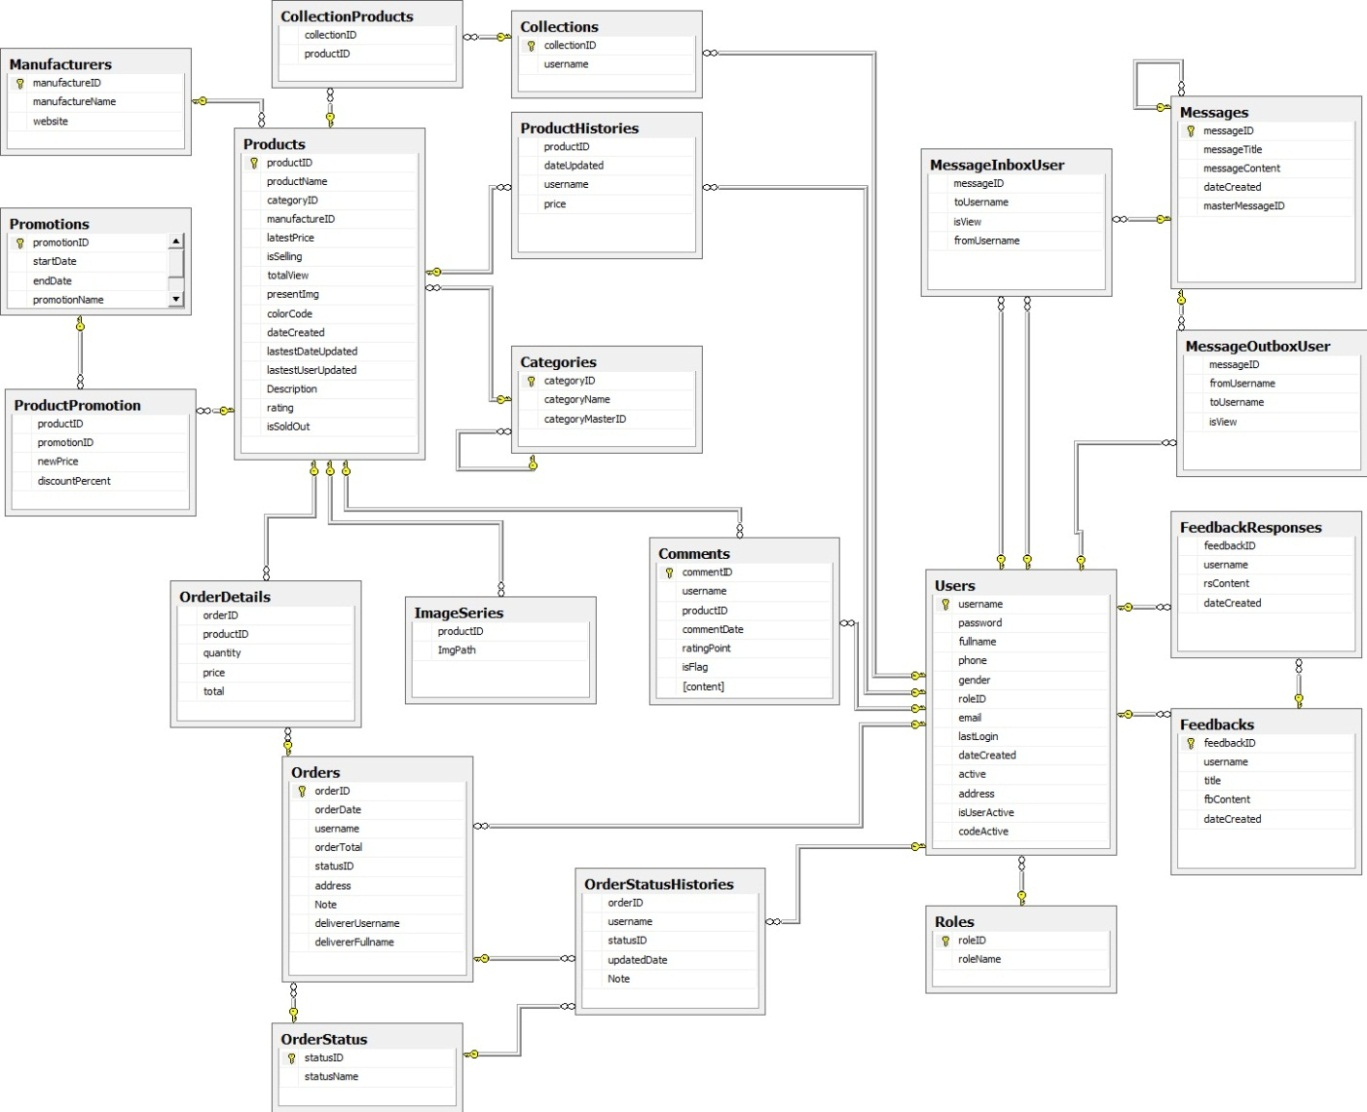 CollectionProducts
collectionID
productID
Collections
collectionID
username
Manufacturers
manufactureID
manufactureName
website
Products
productID
productName
categoryID
manufactureID
latestPrice
isSelling
totalView
presentImg
colorCode
dateCreated
lastestDateUpdated
lastestUserUpdated
Description
rating
isSoldOut
ProductHistories
productID
dateUpdated
username
price
Messages
messageID
messageTitle
messageContent
dateCreated
masterMessageID
MessageInboxUser
messageID
toUsername
isView
fromUsername
Promotions
promotionID
startDate
endDate
promotionName
Categories
categoryID
categoryName
categoryMasterID
MessageOutboxUser
messageID
fromUsername
toUsername
isView
ProductPromotion
productID
promotionID
newPrice
discountPercent
FeedbackResponses
feedbackID
username
rsContent
dateCreated
Comments
commentID
username
productID
commentDate
ratingPoint
isFlag
[content]
Users
username
password
fullname
phone
gender
roleID
email
lastLogin
dateCreated
active
address
isUserActive
codeActive
OrderDetails
orderID
productID
quantity
price
total
ImageSeries
productID
ImgPath
Feedbacks
feedbackID
username
title
fbContent
dateCreated
Orders
orderID
orderDate
username
orderTotal
statusID
address
Note
delivererUsername
delivererFullname
OrderStatusHistories
orderID
username
statusID
updatedDate
Note
Roles
roleID
roleName
OrderStatus
statusID
statusName